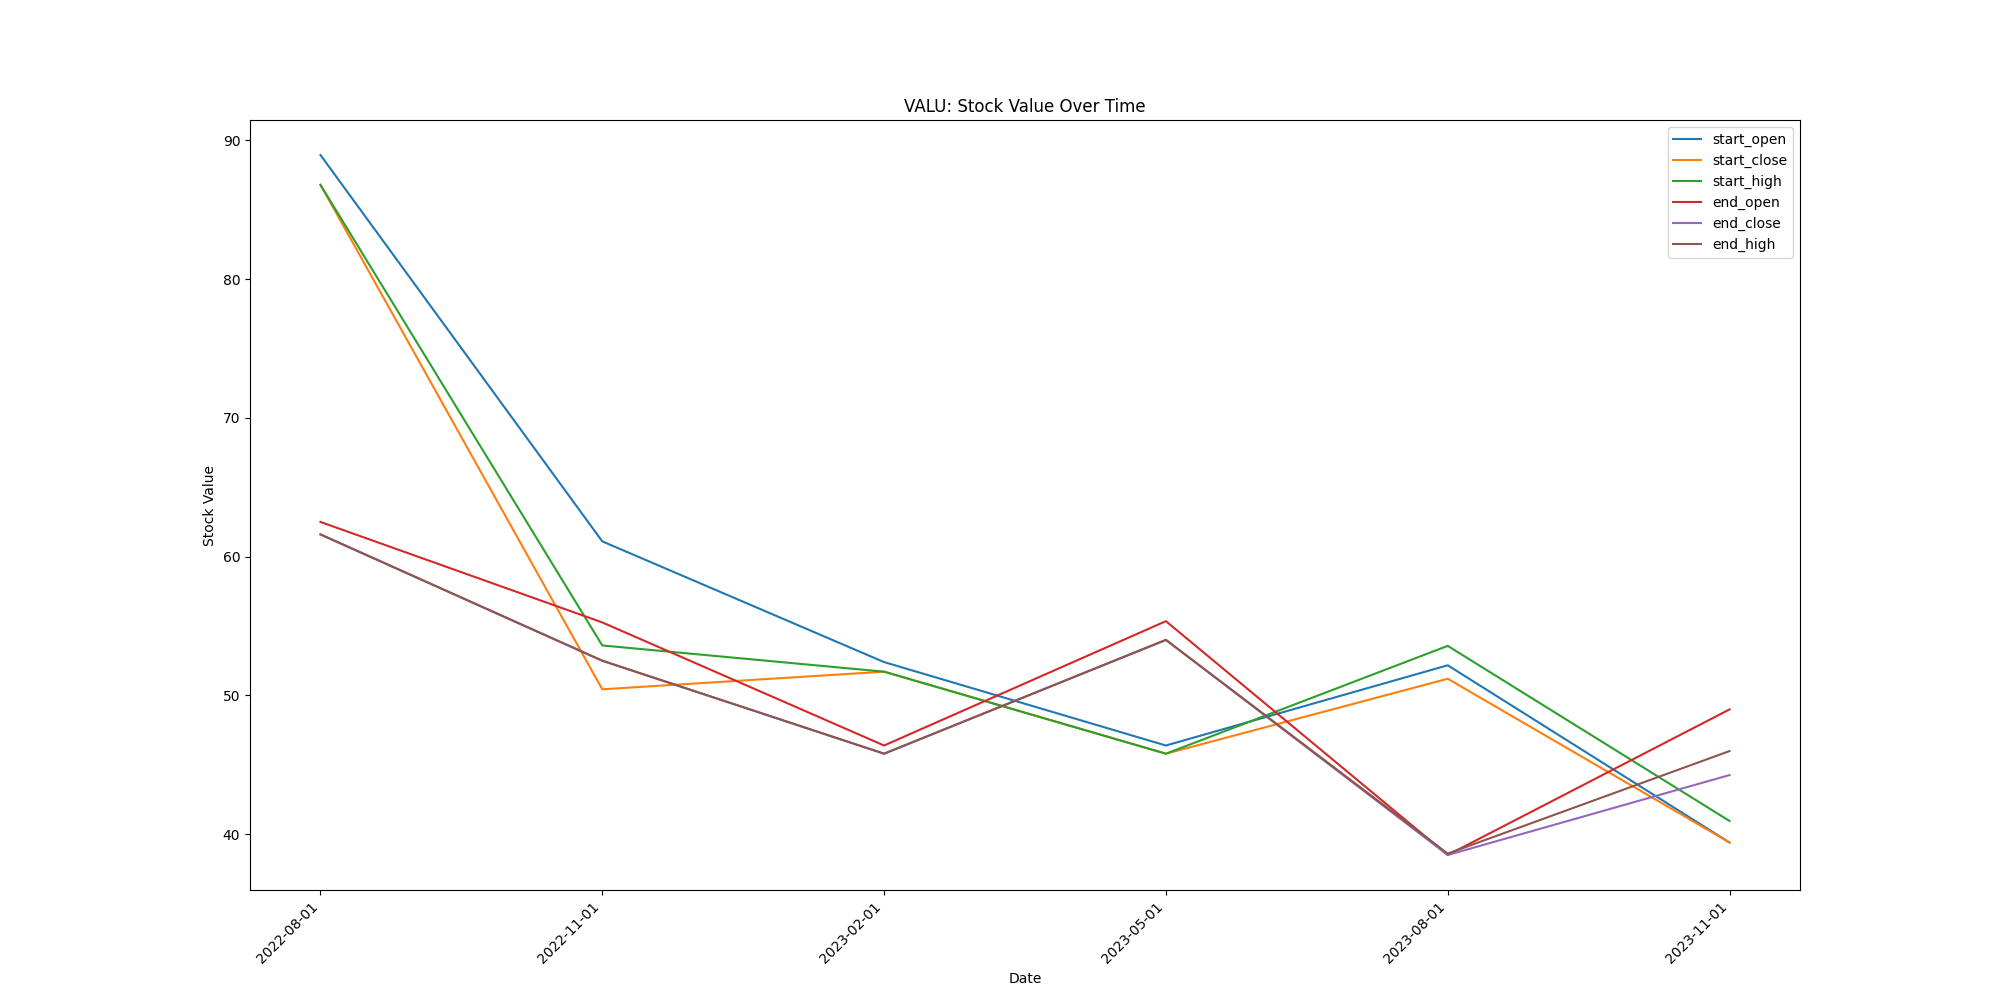 VALU: Stock Value Over Time
start_open
start_close
start_high
end_open
end_close
end_high
90
80
70
60
50
40
Stock Value
2022-08-01
2022-11-01
2023-02-01
2023-05-01
2023-08-01
2023-11-01
Date